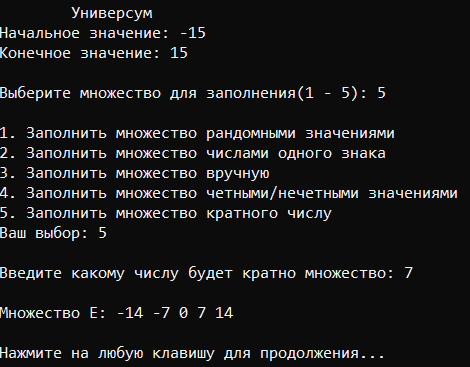 Универсум
Начальное значение: -15
Конечное значение: 15
Выберите множество для заполнения(1 - 5): 5
1. Заполнить множество рандомными значениями
2. Заполнить множество числами одного знака
3. Заполнить множество вручную
4. Заполнить множество четными/нечетными значениями
5. Заполнить множество кратного числу
Ваш выбор: 5
Введите какому числу будет кратно множество: 7
Множество E: -14 -7 0 7 14
Нажмите на любую клавишу для продолжения...